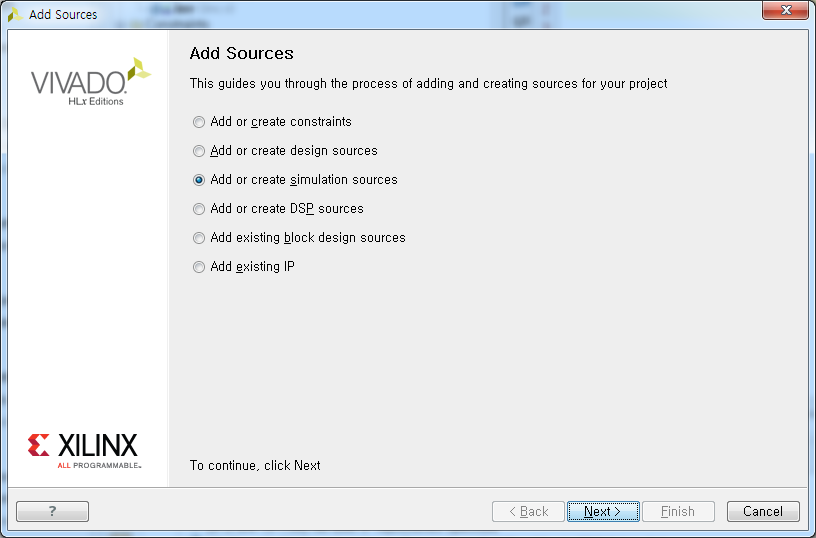 Add Sources
VIVADO.
HLx Editions
Add Sources
This guides you through the process of adding and creating sources for your project
Add or create constraints
Add or create design sources
Add or create simulation sources
Add or create DSP sources
Add existing block design sources
Add existing IP
XILINX
ALL PROGRAMMABLE™
To continue, click Next
?
< Back
Next >
Finish
Cancel